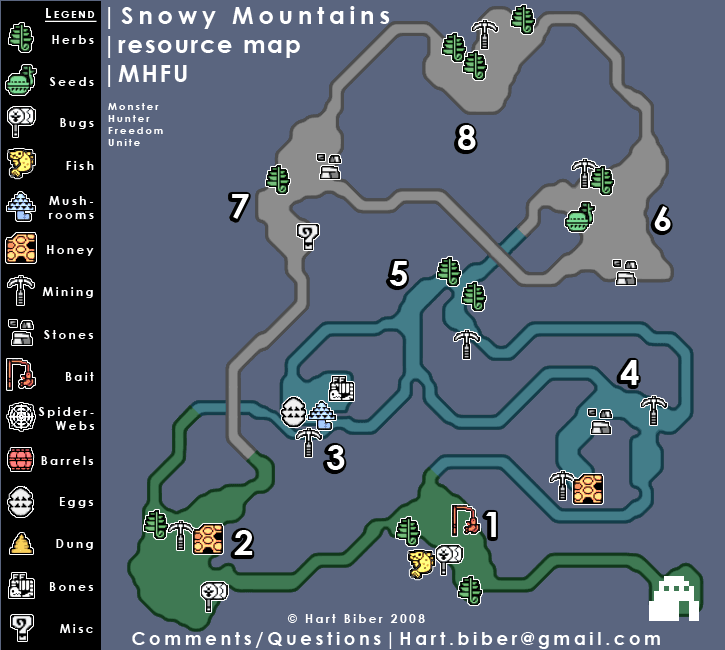 LEGEND
Herbs
Seeds
Bugs
Fish
Mush-
rooms
Honey
Mining
Stones
Bait
Spider-
Webs
Barrels
Eggs
Dung
Bones
Misc
|Snowy Mountains
|resource map
|MHFU
Monster
Hunter
Freedom
Unite
8
7
6
5
4
3
1
2
© Hart Biber 2008
Comments/Questions|Hart.biber@gmail.com